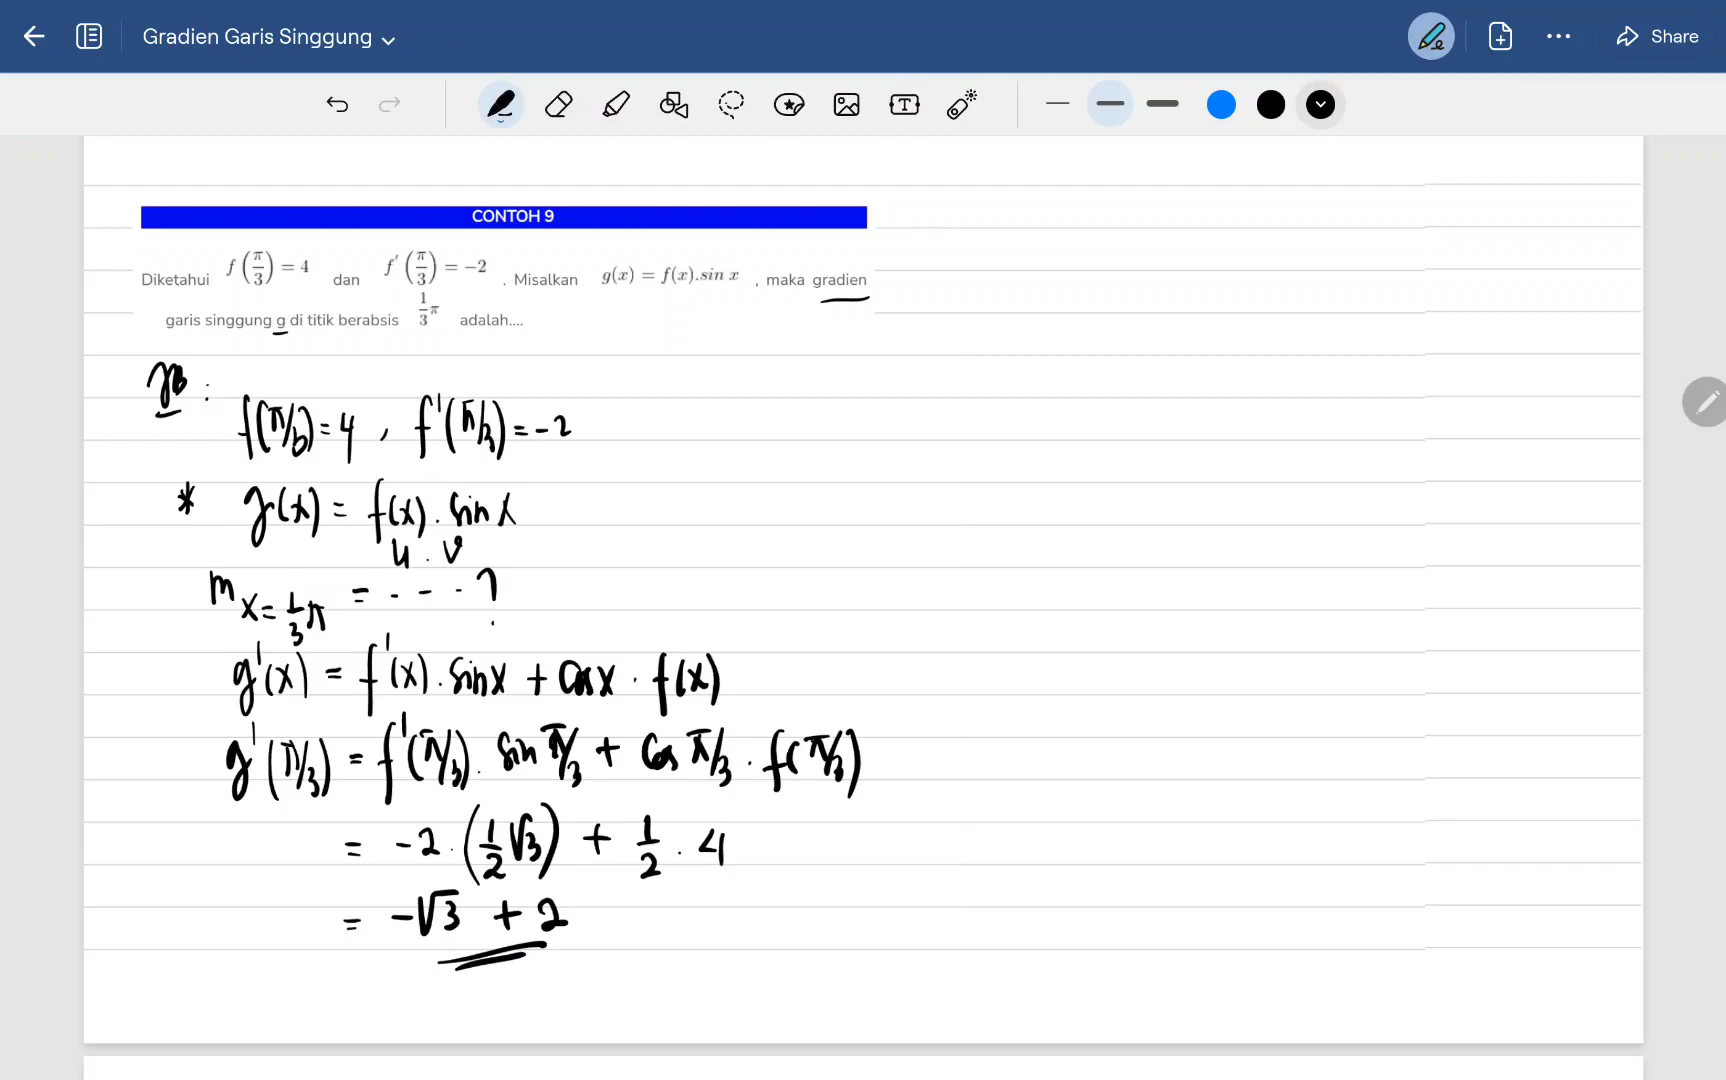 Gradien Garis Singgung
Share
CONTOH 9
Diketahui f(π/3) = 4 dan f'(π/3) = -2 . Misalkan g(x) = f(x).sin x , maka gradien
garis singgung g di titik berabsis 1/3 π adalah....
Jb :
f(π/3) = 4 , f'(π/3) = -2
* g(x) = f(x) . sin x
u . v
m x = 1/3 π = . - - ?
g'(x) = f'(x) . sin x + cos x . f(x)
g'(π/3) = f'(π/3) . sin π/3 + cos π/3 . f(π/3)
= -2 . (1/2 √3) + 1/2 . 4
= -√3 + 2